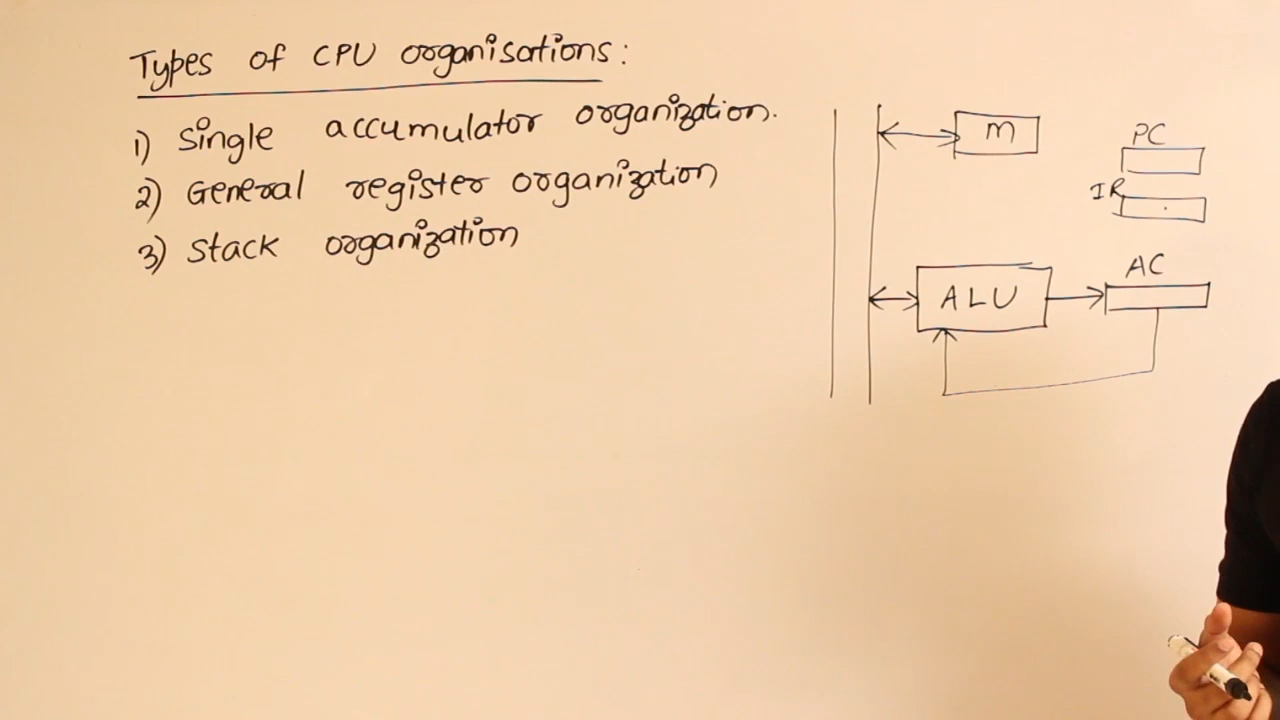 Types of CPU organisations:
1) Single accumulator organization.
2) General register organization
3) Stack organization
m
PC
IR
AC
ALU